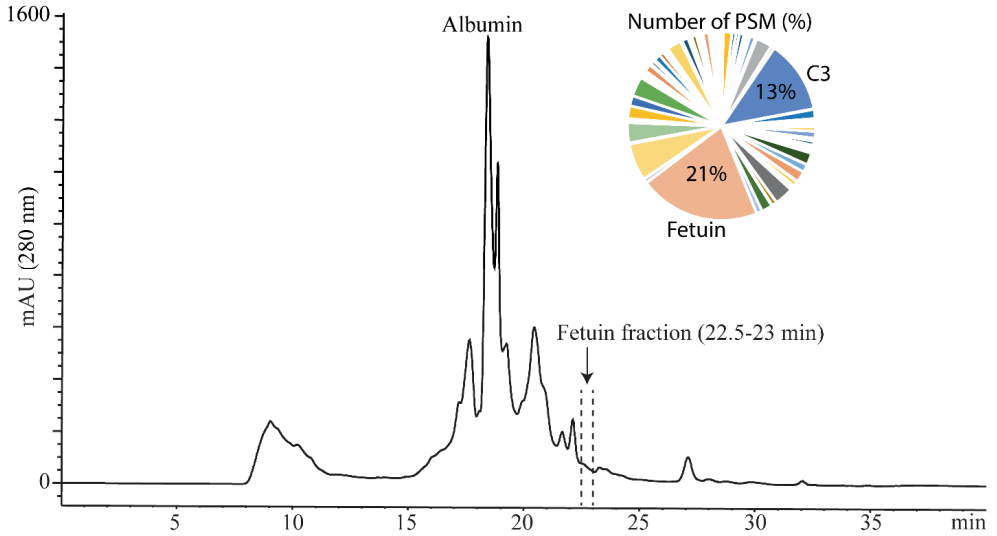 1600
Albumin
Number of PSM (%)
C3
13%
21%
Fetuin
mAU (280 nm)
Fetuin fraction (22.5-23 min)
0
5 10 15 20 25 30 35 min